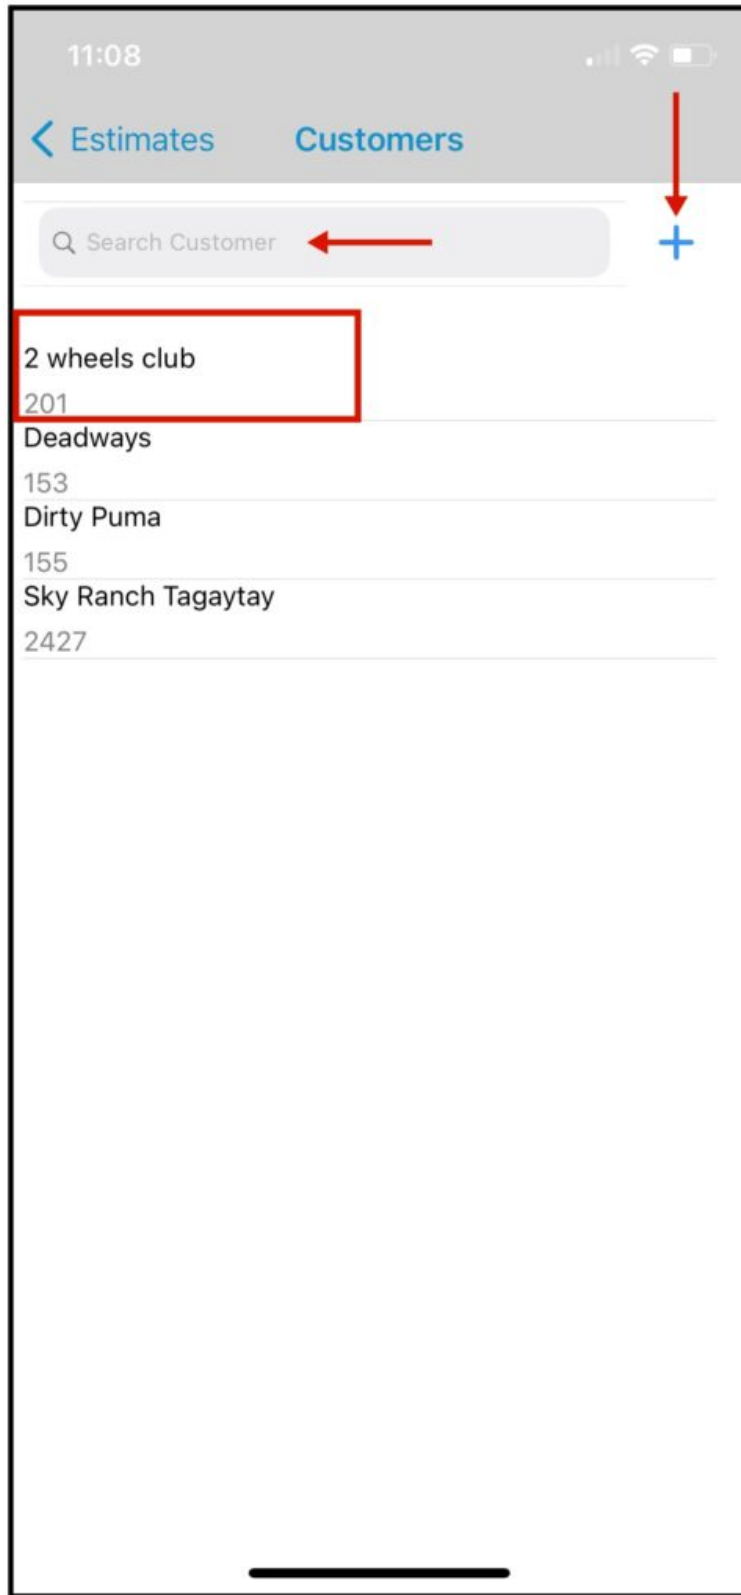 11:08
Estimates Customers
Search Customer
2 wheels club
201
Deadways
153
Dirty Puma
155
Sky Ranch Tagaytay
2427